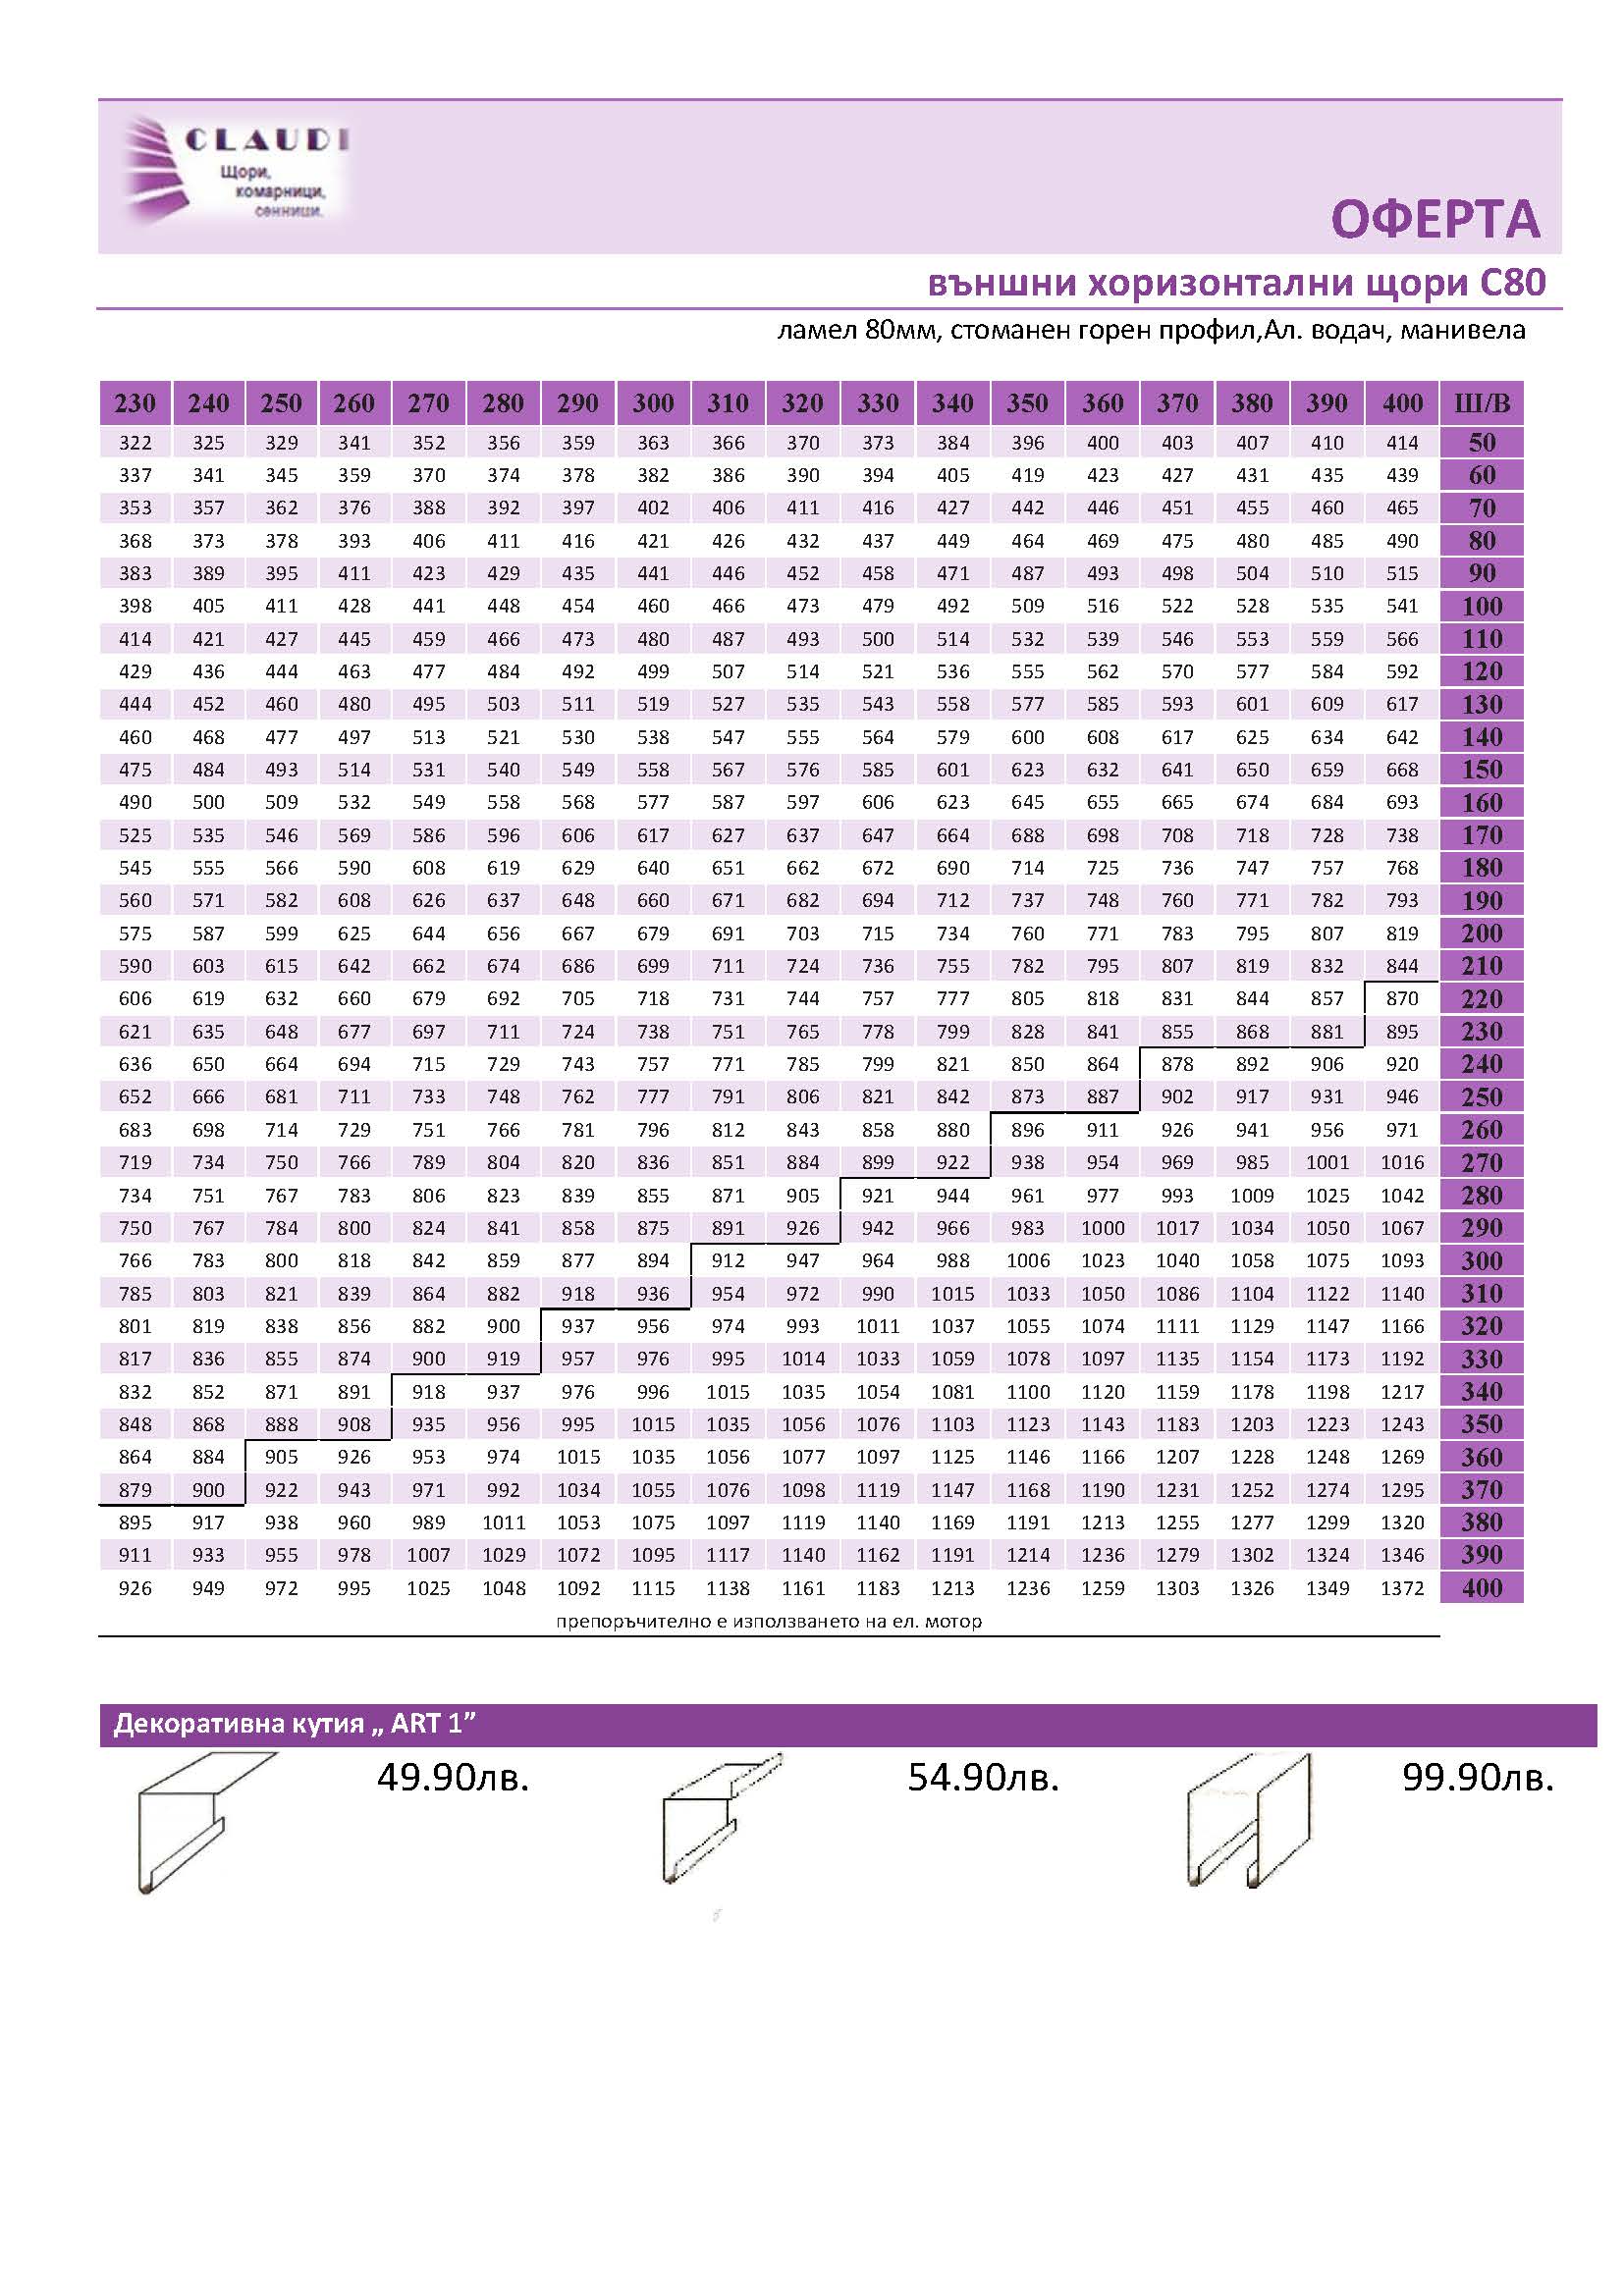 CLAUDI
Щори,
комарници,
сенници.
ОФЕРТА
външни хоризонтални щори C80
ламел 80мм, стоманен горен профил,Ал. водач, манивела
230 240 250 260 270 280 290 300 310 320 330 340 350 360 370 380 390 400 Ш/В
322 325 329 341 352 356 359 363 366 370 373 384 396 400 403 407 410 414 50
337 341 345 359 370 374 378 382 386 390 394 405 419 423 427 431 435 439 60
353 357 362 376 388 392 397 402 406 411 416 427 442 446 451 455 460 465 70
368 373 378 393 406 411 416 421 426 432 437 449 464 469 475 480 485 490 80
383 389 395 411 423 429 435 441 446 452 458 471 487 493 498 504 510 515 90
398 405 411 428 441 448 454 460 466 473 479 492 509 516 522 528 535 541 100
414 421 427 445 459 466 473 480 487 493 500 514 532 539 546 553 559 566 110
429 436 444 463 477 484 492 499 507 514 521 536 555 562 570 577 584 592 120
444 452 460 480 495 503 511 519 527 535 543 558 577 585 593 601 609 617 130
460 468 477 497 513 521 530 538 547 555 564 579 600 608 617 625 634 642 140
475 484 493 514 531 540 549 558 567 576 585 601 623 632 641 650 659 668 150
490 500 509 532 549 558 568 577 587 597 606 623 645 655 665 674 684 693 160
525 535 546 569 586 596 606 617 627 637 647 664 688 698 708 718 728 738 170
545 555 566 590 608 619 629 640 651 662 672 690 714 725 736 747 757 768 180
560 571 582 608 626 637 648 660 671 682 694 712 737 748 760 771 782 793 190
575 587 599 625 644 656 667 679 691 703 715 734 760 771 783 795 807 819 200
590 603 615 642 662 674 686 699 711 724 736 755 782 795 807 819 832 844 210
606 619 632 660 679 692 705 718 731 744 757 777 805 818 831 844 857 870 220
621 635 648 677 697 711 724 738 751 765 778 799 828 841 855 868 881 895 230
636 650 664 694 715 729 743 757 771 785 799 821 850 864 878 892 906 920 240
652 666 681 711 733 748 762 777 791 806 821 842 873 887 902 917 931 946 250
683 698 714 729 751 766 781 796 812 843 858 880 896 911 926 941 956 971 260
719 734 750 766 789 804 820 836 851 884 899 922 938 954 969 985 1001 1016 270
734 751 767 783 806 823 839 855 871 905 921 944 961 977 993 1009 1025 1042 280
750 767 784 800 824 841 858 875 891 926 942 966 983 1000 1017 1034 1050 1067 290
766 783 800 818 842 859 877 894 912 947 964 988 1006 1023 1040 1058 1075 1093 300
785 803 821 839 864 882 918 936 954 972 990 1015 1033 1050 1086 1104 1122 1140 310
801 819 838 856 882 900 937 956 974 993 1011 1037 1055 1074 1111 1129 1147 1166 320
817 836 855 874 900 919 957 976 995 1014 1033 1059 1078 1097 1135 1154 1173 1192 330
832 852 871 891 918 937 976 996 1015 1035 1054 1081 1100 1120 1159 1178 1198 1217 340
848 868 888 908 935 956 995 1015 1035 1056 1076 1103 1123 1143 1183 1203 1223 1243 350
864 884 905 926 953 974 1015 1035 1056 1077 1097 1125 1146 1166 1207 1228 1248 1269 360
879 900 922 943 971 992 1034 1055 1076 1098 1119 1147 1168 1190 1231 1252 1274 1295 370
895 917 938 960 989 1011 1053 1075 1097 1119 1140 1169 1191 1213 1255 1277 1299 1320 380
911 933 955 978 1007 1029 1072 1095 1117 1140 1162 1191 1214 1236 1279 1302 1324 1346 390
926 949 972 995 1025 1048 1092 1115 1138 1161 1183 1213 1236 1259 1303 1326 1349 1372 400
препоръчително е използването на ел. мотор
Декоративна кутия „ ART 1”
49.90лв. 54.90лв. 99.90лв.